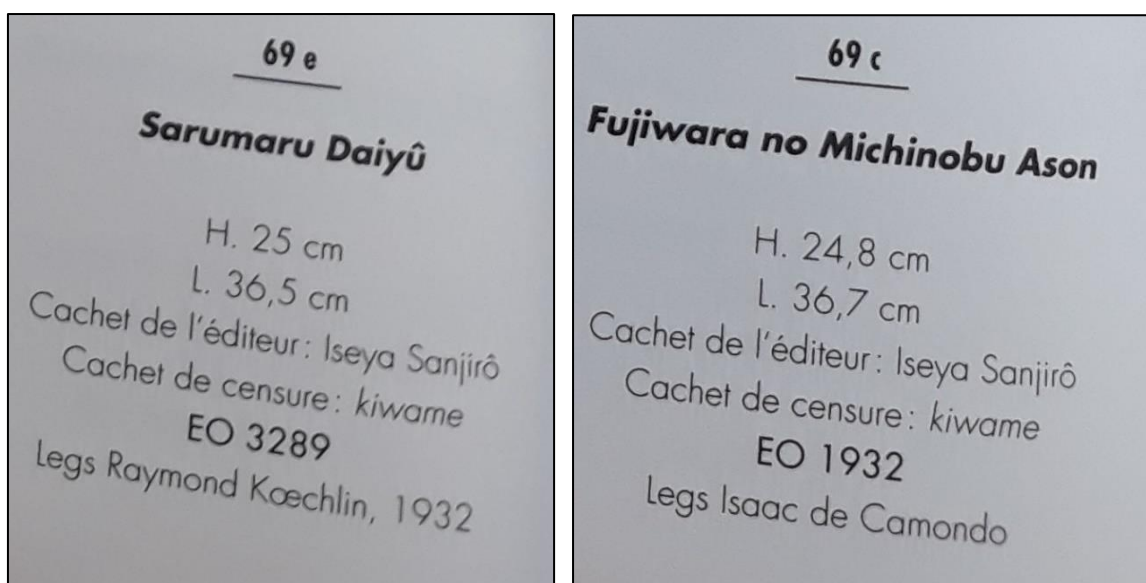 69 e
Sarumaru Daiyû
H. 25 cm
L. 36,5 cm
Cachet de l'éditeur: Iseya Sanjirô
Cachet de censure: kiwame
EO 3289
Legs Raymond Kœchlin, 1932
69 c
Fujiwara no Michinobu Ason
H. 24,8 cm
L. 36,7 cm
Cachet de l'éditeur: Iseya Sanjirô
Cachet de censure: kiwame
EO 1932
Legs Isaac de Camondo